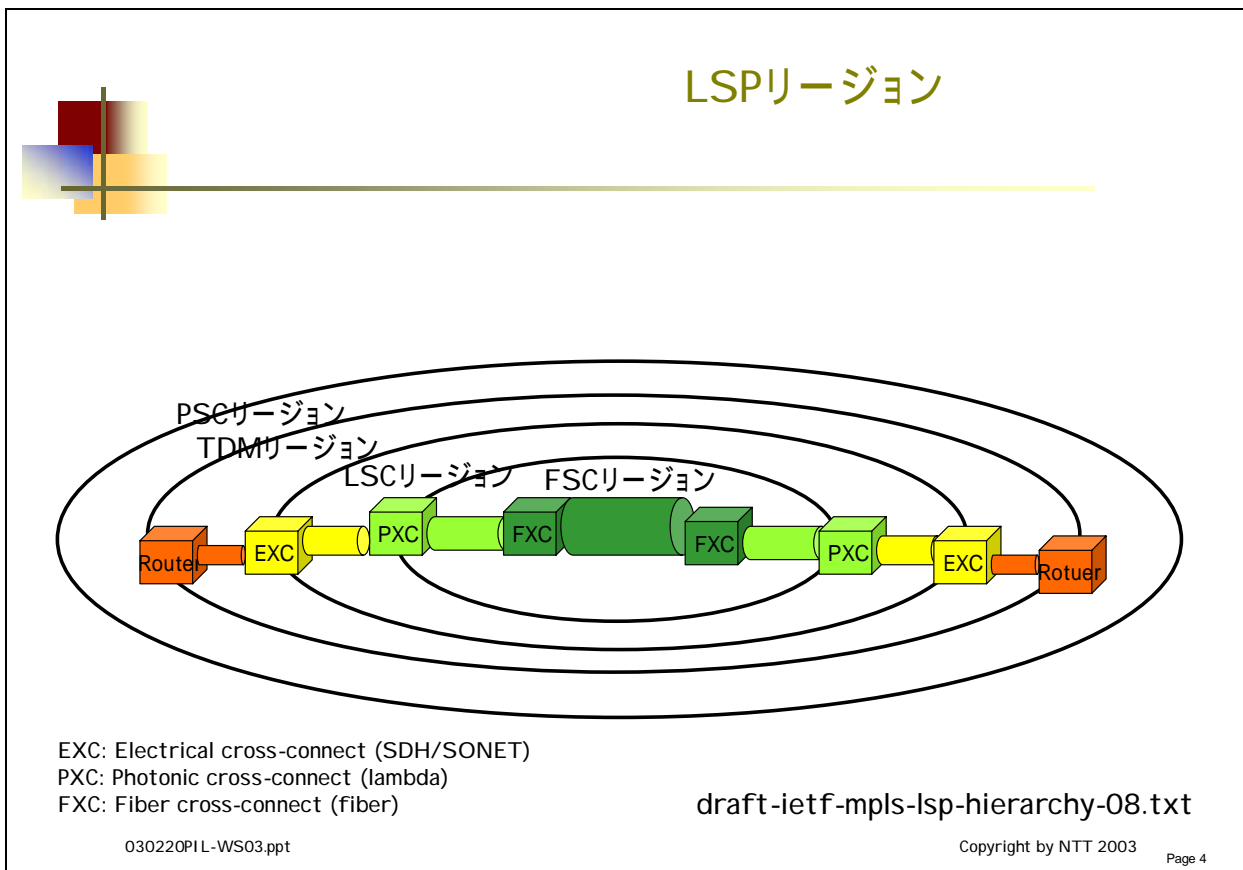 LSPリージョン
PSCリージョン
TDMリージョン
LSCリージョン
FSCリージョン
Router
EXC
PXC
FXC
FXC
PXC
EXC
Rotuer
EXC: Electrical cross-connect (SDH/SONET)
PXC: Photonic cross-connect (lambda)
FXC: Fiber cross-connect (fiber)
draft-ietf-mpls-lsp-hierarchy-08.txt
030220PIL-WS03.ppt
Copyright by NTT 2003
Page 4